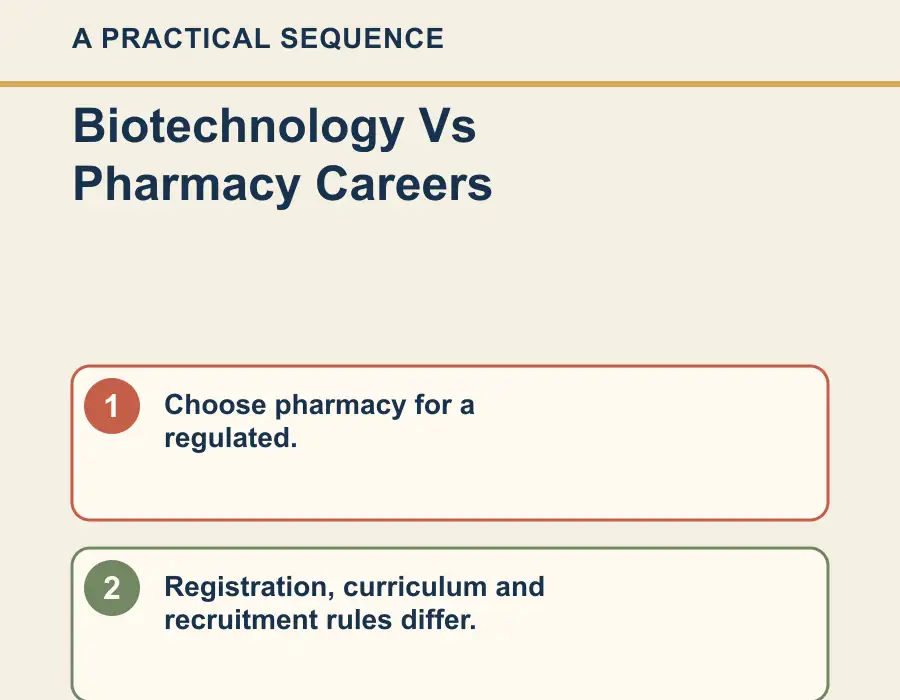 A PRACTICAL SEQUENCE
Biotechnology Vs
Pharmacy Careers
1
Choose pharmacy for a
regulated.
2
Registration, curriculum and
recruitment rules differ.